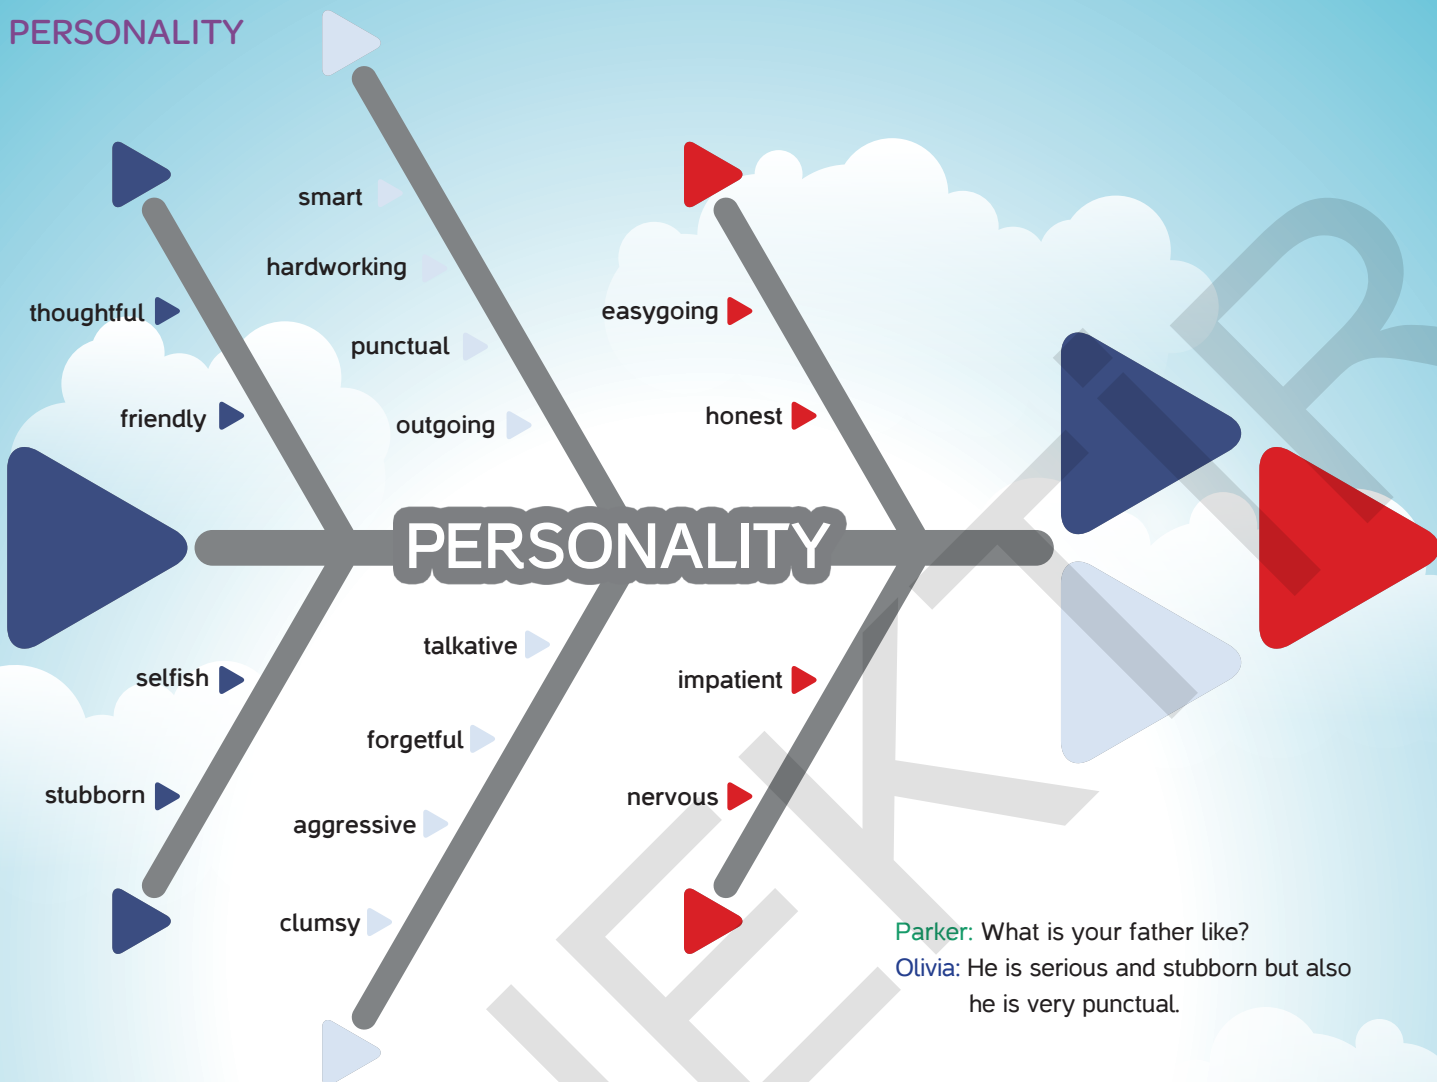 PERSONALITY
smart
hardworking
thoughtful
easygoing
punctual
friendly
honest
outgoing
PERSONALITY
talkative
selfish
impatient
forgetful
stubborn
nervous
aggressive
clumsy
Parker: What is your father like?
Olivia: He is serious and stubborn but also
he is very punctual.